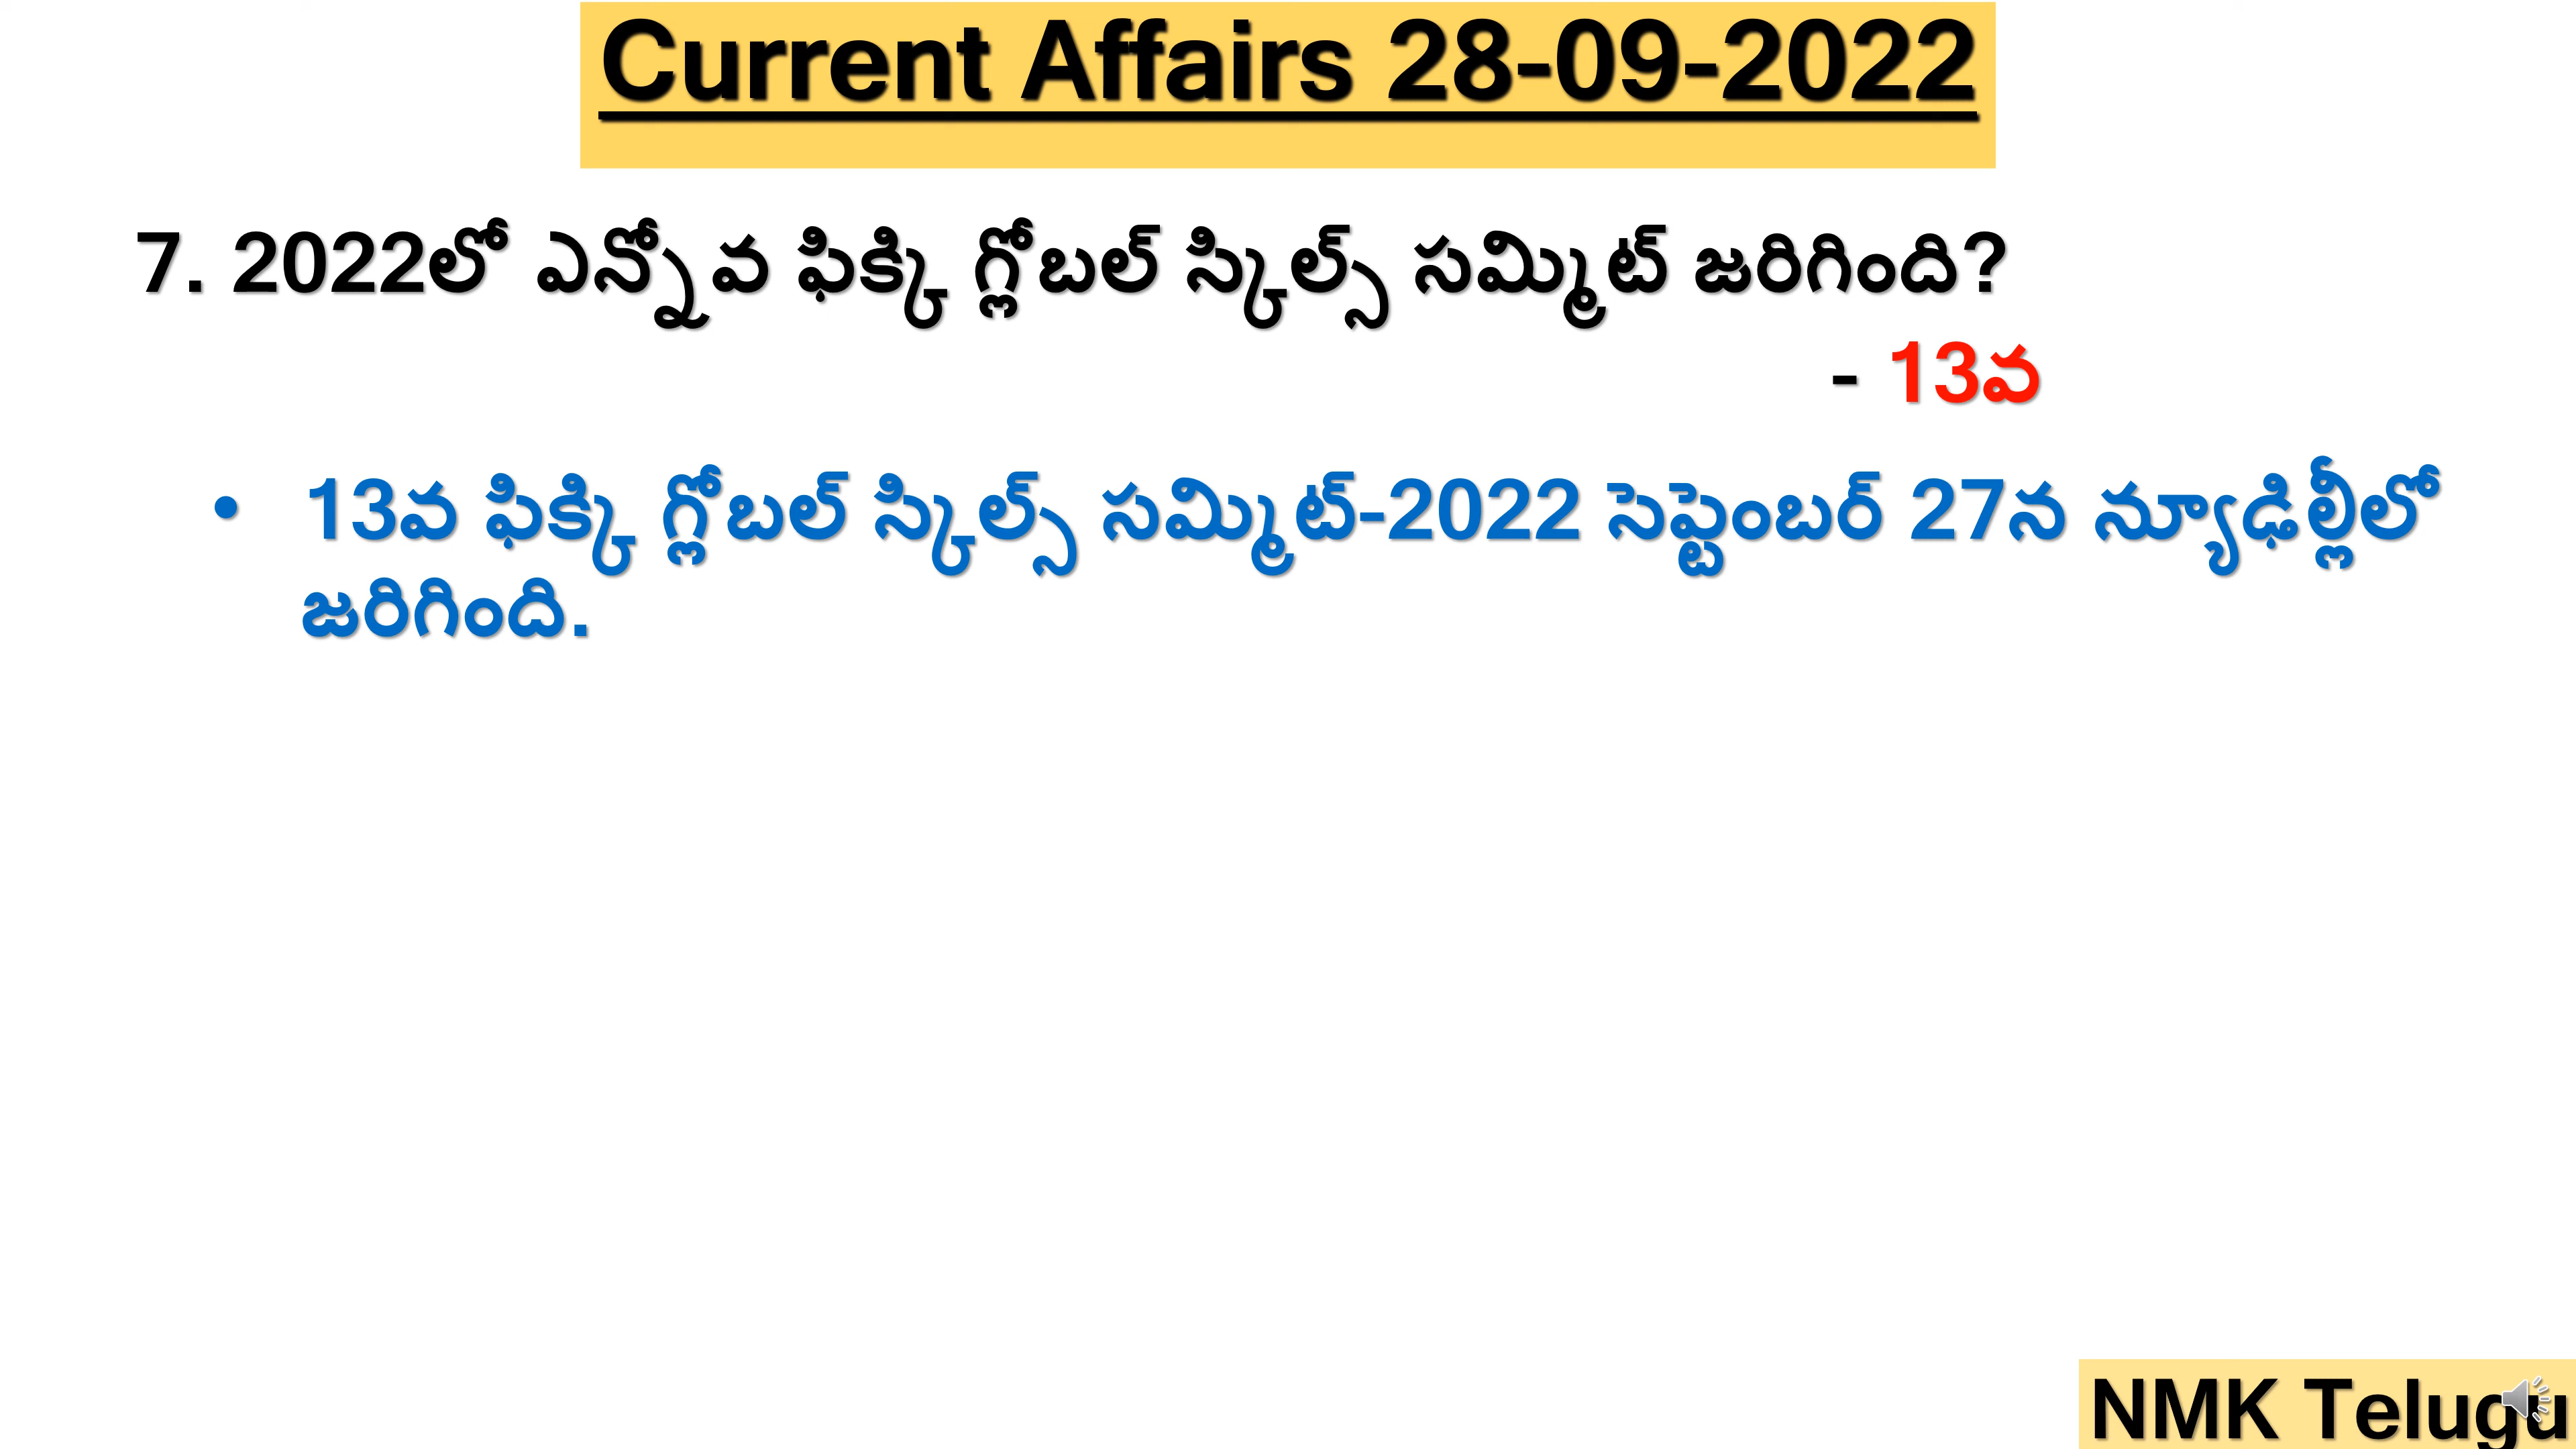 Current Affairs 28-09-2022
7. 2022లో ఎన్నోవ ఫిక్కి గ్లోబల్ స్కిల్స్ సమ్మిట్ జరిగింది?
- 13వ
• 13వ ఫిక్కి గ్లోబల్ స్కిల్స్ సమ్మిట్-2022 సెప్టెంబర్ 27న న్యూఢిల్లీలో
జరిగింది.
NMK Telugu